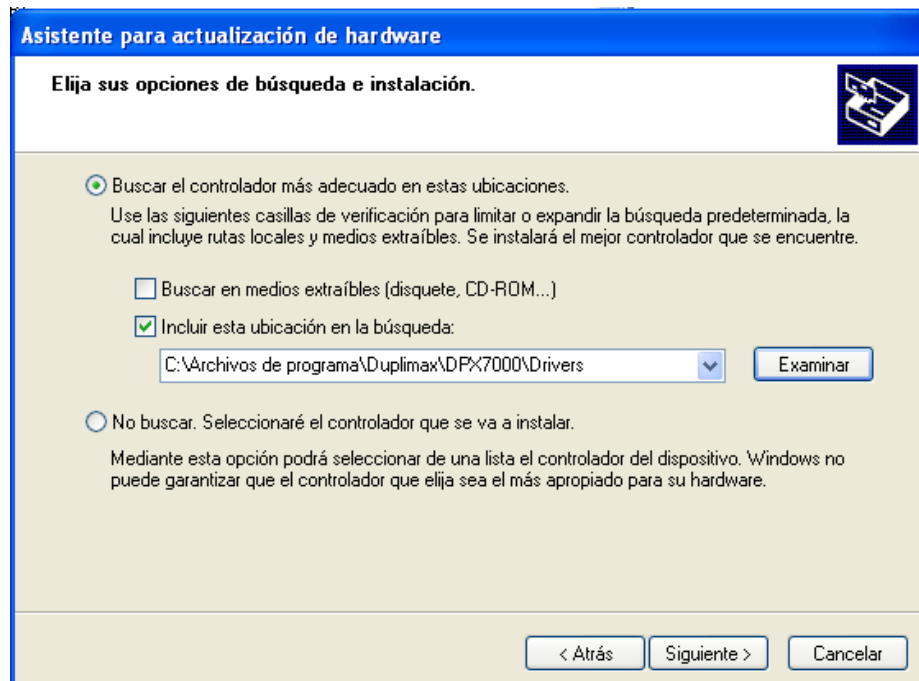 Asistente para actualización de hardware
Elija sus opciones de búsqueda e instalación.
Buscar el controlador más adecuado en estas ubicaciones.
Use las siguientes casillas de verificación para limitar o expandir la búsqueda predeterminada, la
cual incluye rutas locales y medios extraíbles. Se instalará el mejor controlador que se encuentre.
Buscar en medios extraíbles (disquete, CD-ROM...)
Incluir esta ubicación en la búsqueda:
C:\Archivos de programa\Duplimax\DPX7000\Drivers
Examinar
No buscar. Seleccionaré el controlador que se va a instalar.
Mediante esta opción podrá seleccionar de una lista el controlador del dispositivo. Windows no
puede garantizar que el controlador que elija sea el más apropiado para su hardware.
< Atrás
Siguiente >
Cancelar